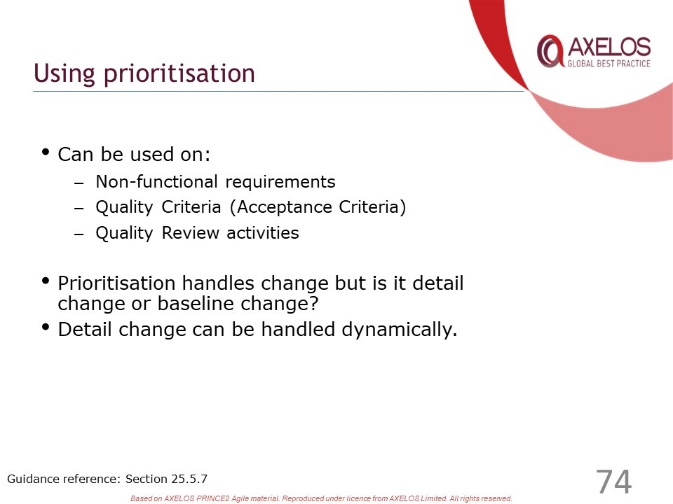 AXELOS
GLOBAL BEST PRACTICE
Using prioritisation
• Can be used on:
– Non-functional requirements
– Quality Criteria (Acceptance Criteria)
– Quality Review activities
• Prioritisation handles change but is it detail
change or baseline change?
• Detail change can be handled dynamically.
Guidance reference: Section 25.5.7
74
Based on AXELOS PRINCE2 Agile material. Reproduced under licence from AXELOS Limited. All rights reserved.